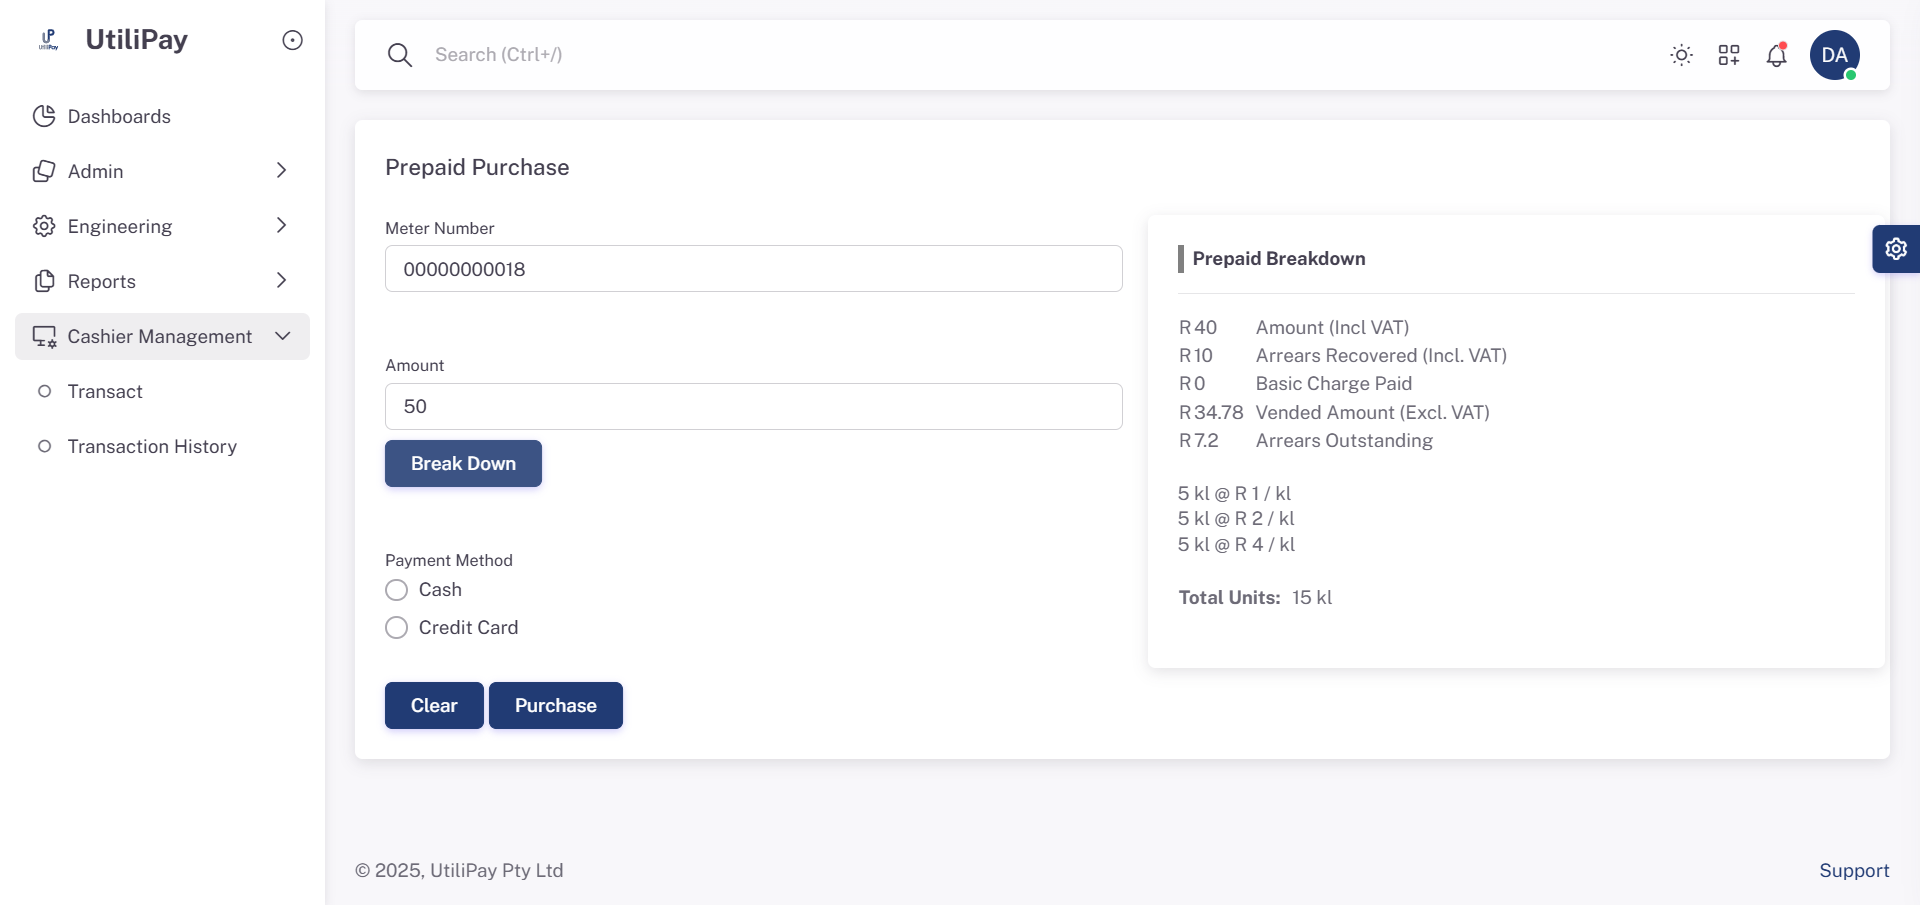 UP
UtiliPay
UtiliPay
Search (Ctrl+/)
DA
Dashboards
Admin
Engineering
Reports
Cashier Management
Transact
Transaction History
Prepaid Purchase
Meter Number
00000000018
Amount
50
Break Down
Payment Method
Cash
Credit Card
Clear Purchase
Prepaid Breakdown
R 40 Amount (Incl VAT)
R 10 Arrears Recovered (Incl. VAT)
R 0 Basic Charge Paid
R 34.78 Vended Amount (Excl. VAT)
R 7.2 Arrears Outstanding
5 kl @ R 1 / kl
5 kl @ R 2 / kl
5 kl @ R 4 / kl
Total Units: 15 kl
© 2025, UtiliPay Pty Ltd
Support